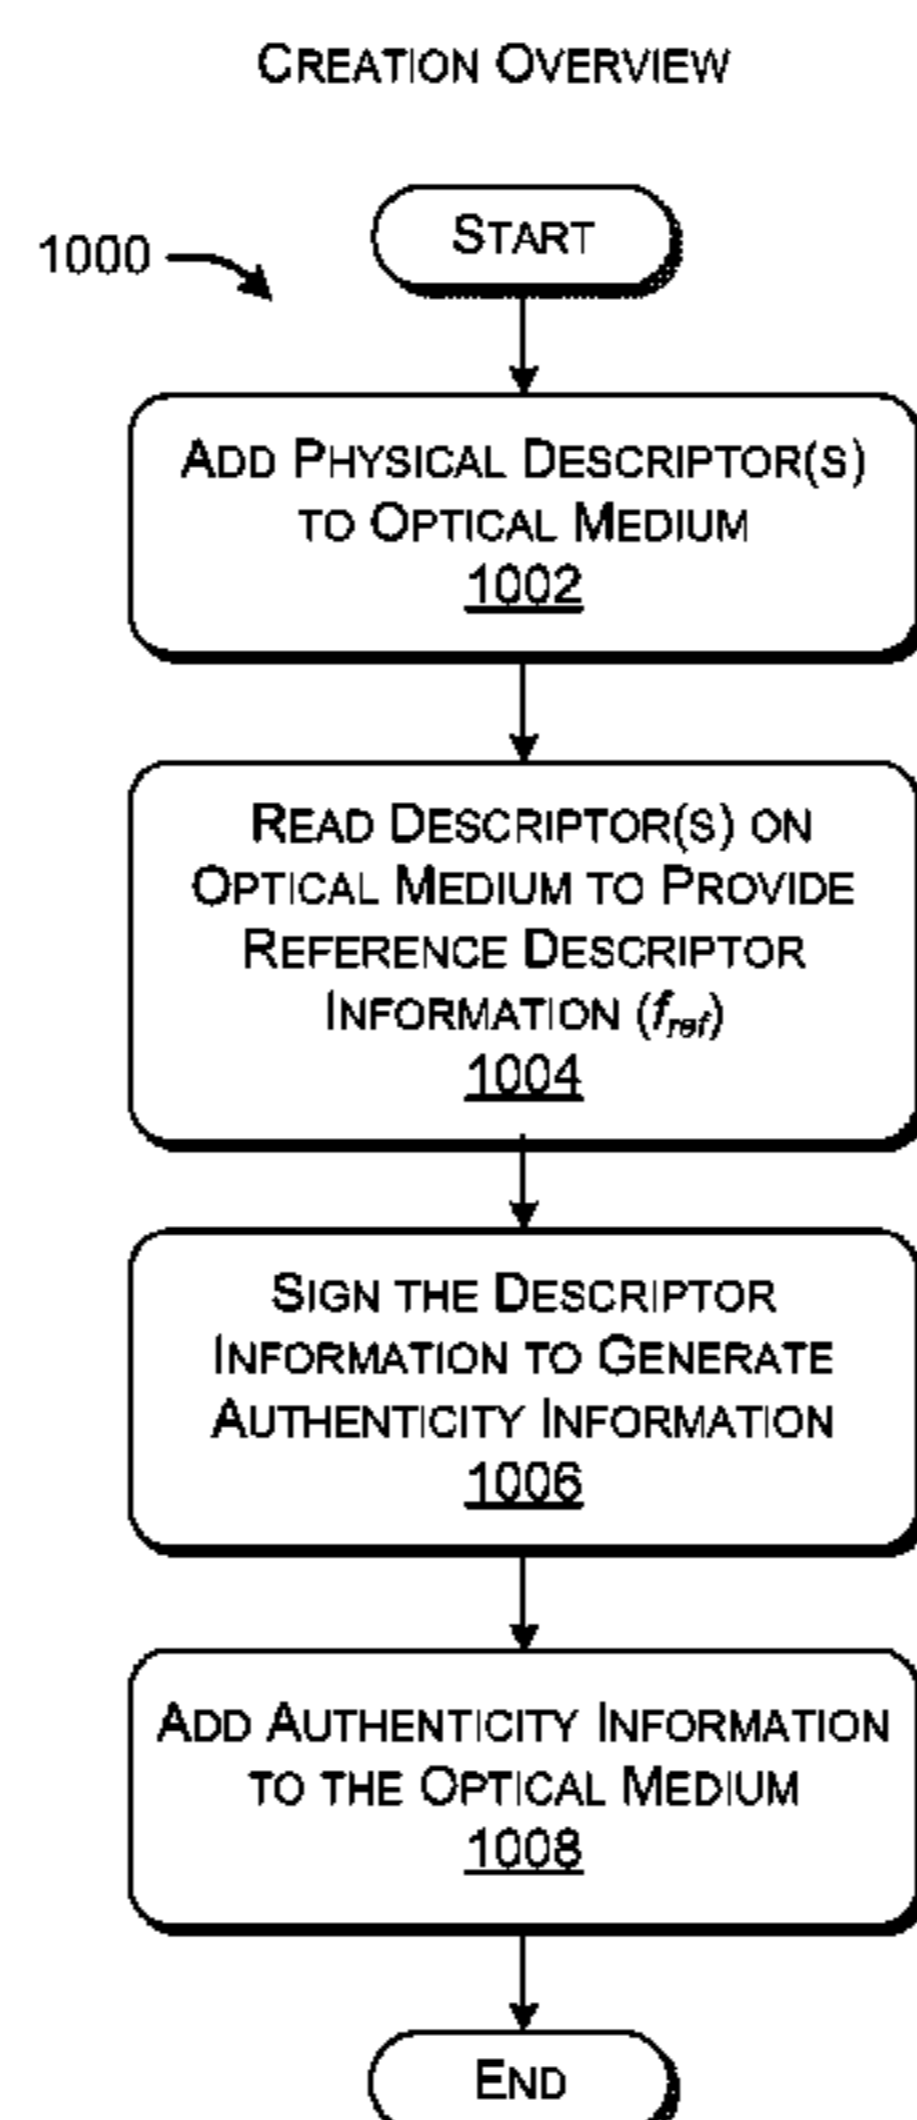 CREATION OVERVIEW
1000
START
ADD PHYSICAL DESCRIPTOR(S)
TO OPTICAL MEDIUM
1002
READ DESCRIPTOR(S) ON
OPTICAL MEDIUM TO PROVIDE
REFERENCE DESCRIPTOR
INFORMATION (f_ref)
1004
SIGN THE DESCRIPTOR
INFORMATION TO GENERATE
AUTHENTICITY INFORMATION
1006
ADD AUTHENTICITY INFORMATION
TO THE OPTICAL MEDIUM
1008
END